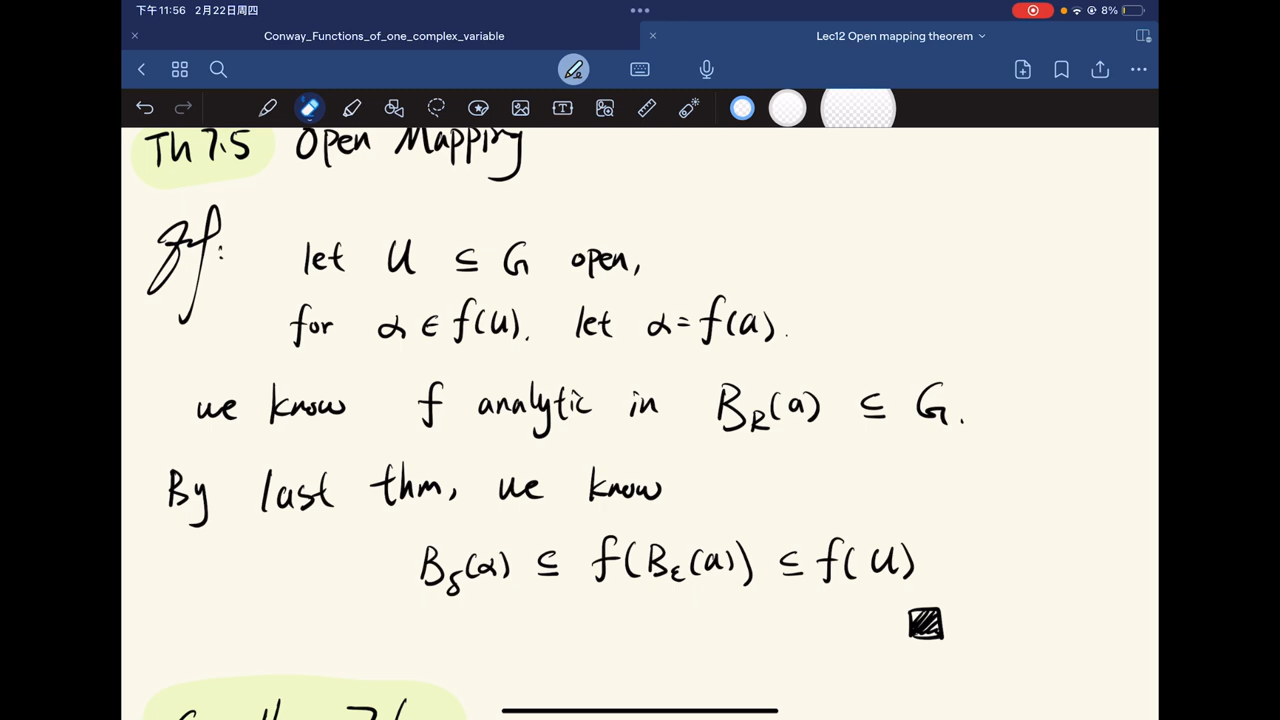 下午11:56 2月22日周四
8%
Conway_Functions_of_one_complex_variable
Lec12 Open mapping theorem
Th 7.5 Open Mapping
Pf:
let U ⊆ G open,
for α ∈ f(U). let α = f(a).
we know f analytic in B_R(a) ⊆ G.
By last thm, we know
B_δ(α) ⊆ f(B_ε(a)) ⊆ f(U)